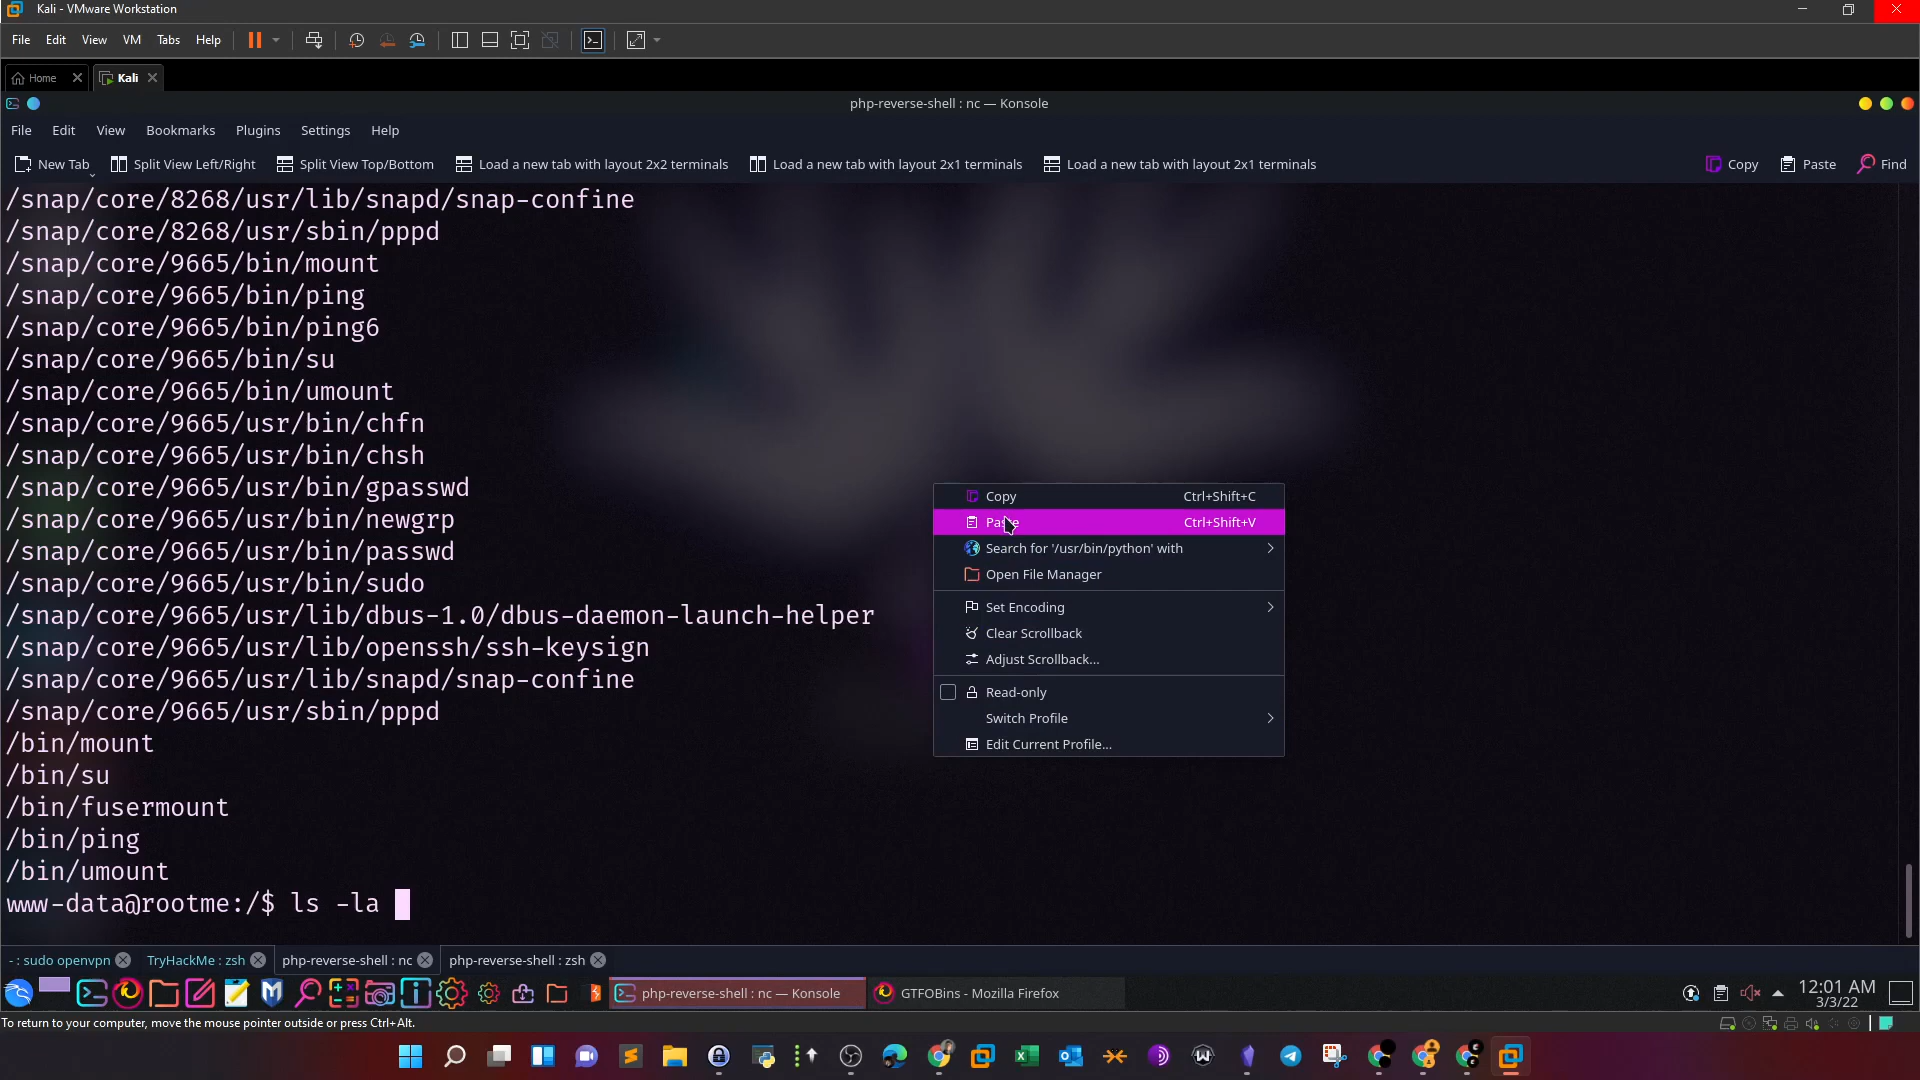 Kali - VMware Workstation
File Edit View VM Tabs Help
Home Kali
php-reverse-shell : nc — Konsole
File Edit View Bookmarks Plugins Settings Help
New Tab Split View Left/Right Split View Top/Bottom Load a new tab with layout 2x2 terminals Load a new tab with layout 2x1 terminals Load a new tab with layout 2x1 terminals Copy Paste Find
/snap/core/8268/usr/lib/snapd/snap-confine
/snap/core/8268/usr/sbin/pppd
/snap/core/9665/bin/mount
/snap/core/9665/bin/ping
/snap/core/9665/bin/ping6
/snap/core/9665/bin/su
/snap/core/9665/bin/umount
/snap/core/9665/usr/bin/chfn
/snap/core/9665/usr/bin/chsh
/snap/core/9665/usr/bin/gpasswd
/snap/core/9665/usr/bin/newgrp
/snap/core/9665/usr/bin/passwd
/snap/core/9665/usr/bin/sudo
/snap/core/9665/usr/lib/dbus-1.0/dbus-daemon-launch-helper
/snap/core/9665/usr/lib/openssh/ssh-keysign
/snap/core/9665/usr/lib/snapd/snap-confine
/snap/core/9665/usr/sbin/pppd
/bin/mount
/bin/su
/bin/fusermount
/bin/ping
/bin/umount
www-data@rootme:/$ ls -la
Copy Ctrl+Shift+C
Paste Ctrl+Shift+V
Search for '/usr/bin/python' with
Open File Manager
Set Encoding
Clear Scrollback
Adjust Scrollback...
Read-only
Switch Profile
Edit Current Profile...
- : sudo openvpn TryHackMe : zsh php-reverse-shell : nc php-reverse-shell : zsh
php-reverse-shell : nc — Konsole GTFOBins - Mozilla Firefox 12:01 AM
3/3/22
To return to your computer, move the mouse pointer outside or press Ctrl+Alt.